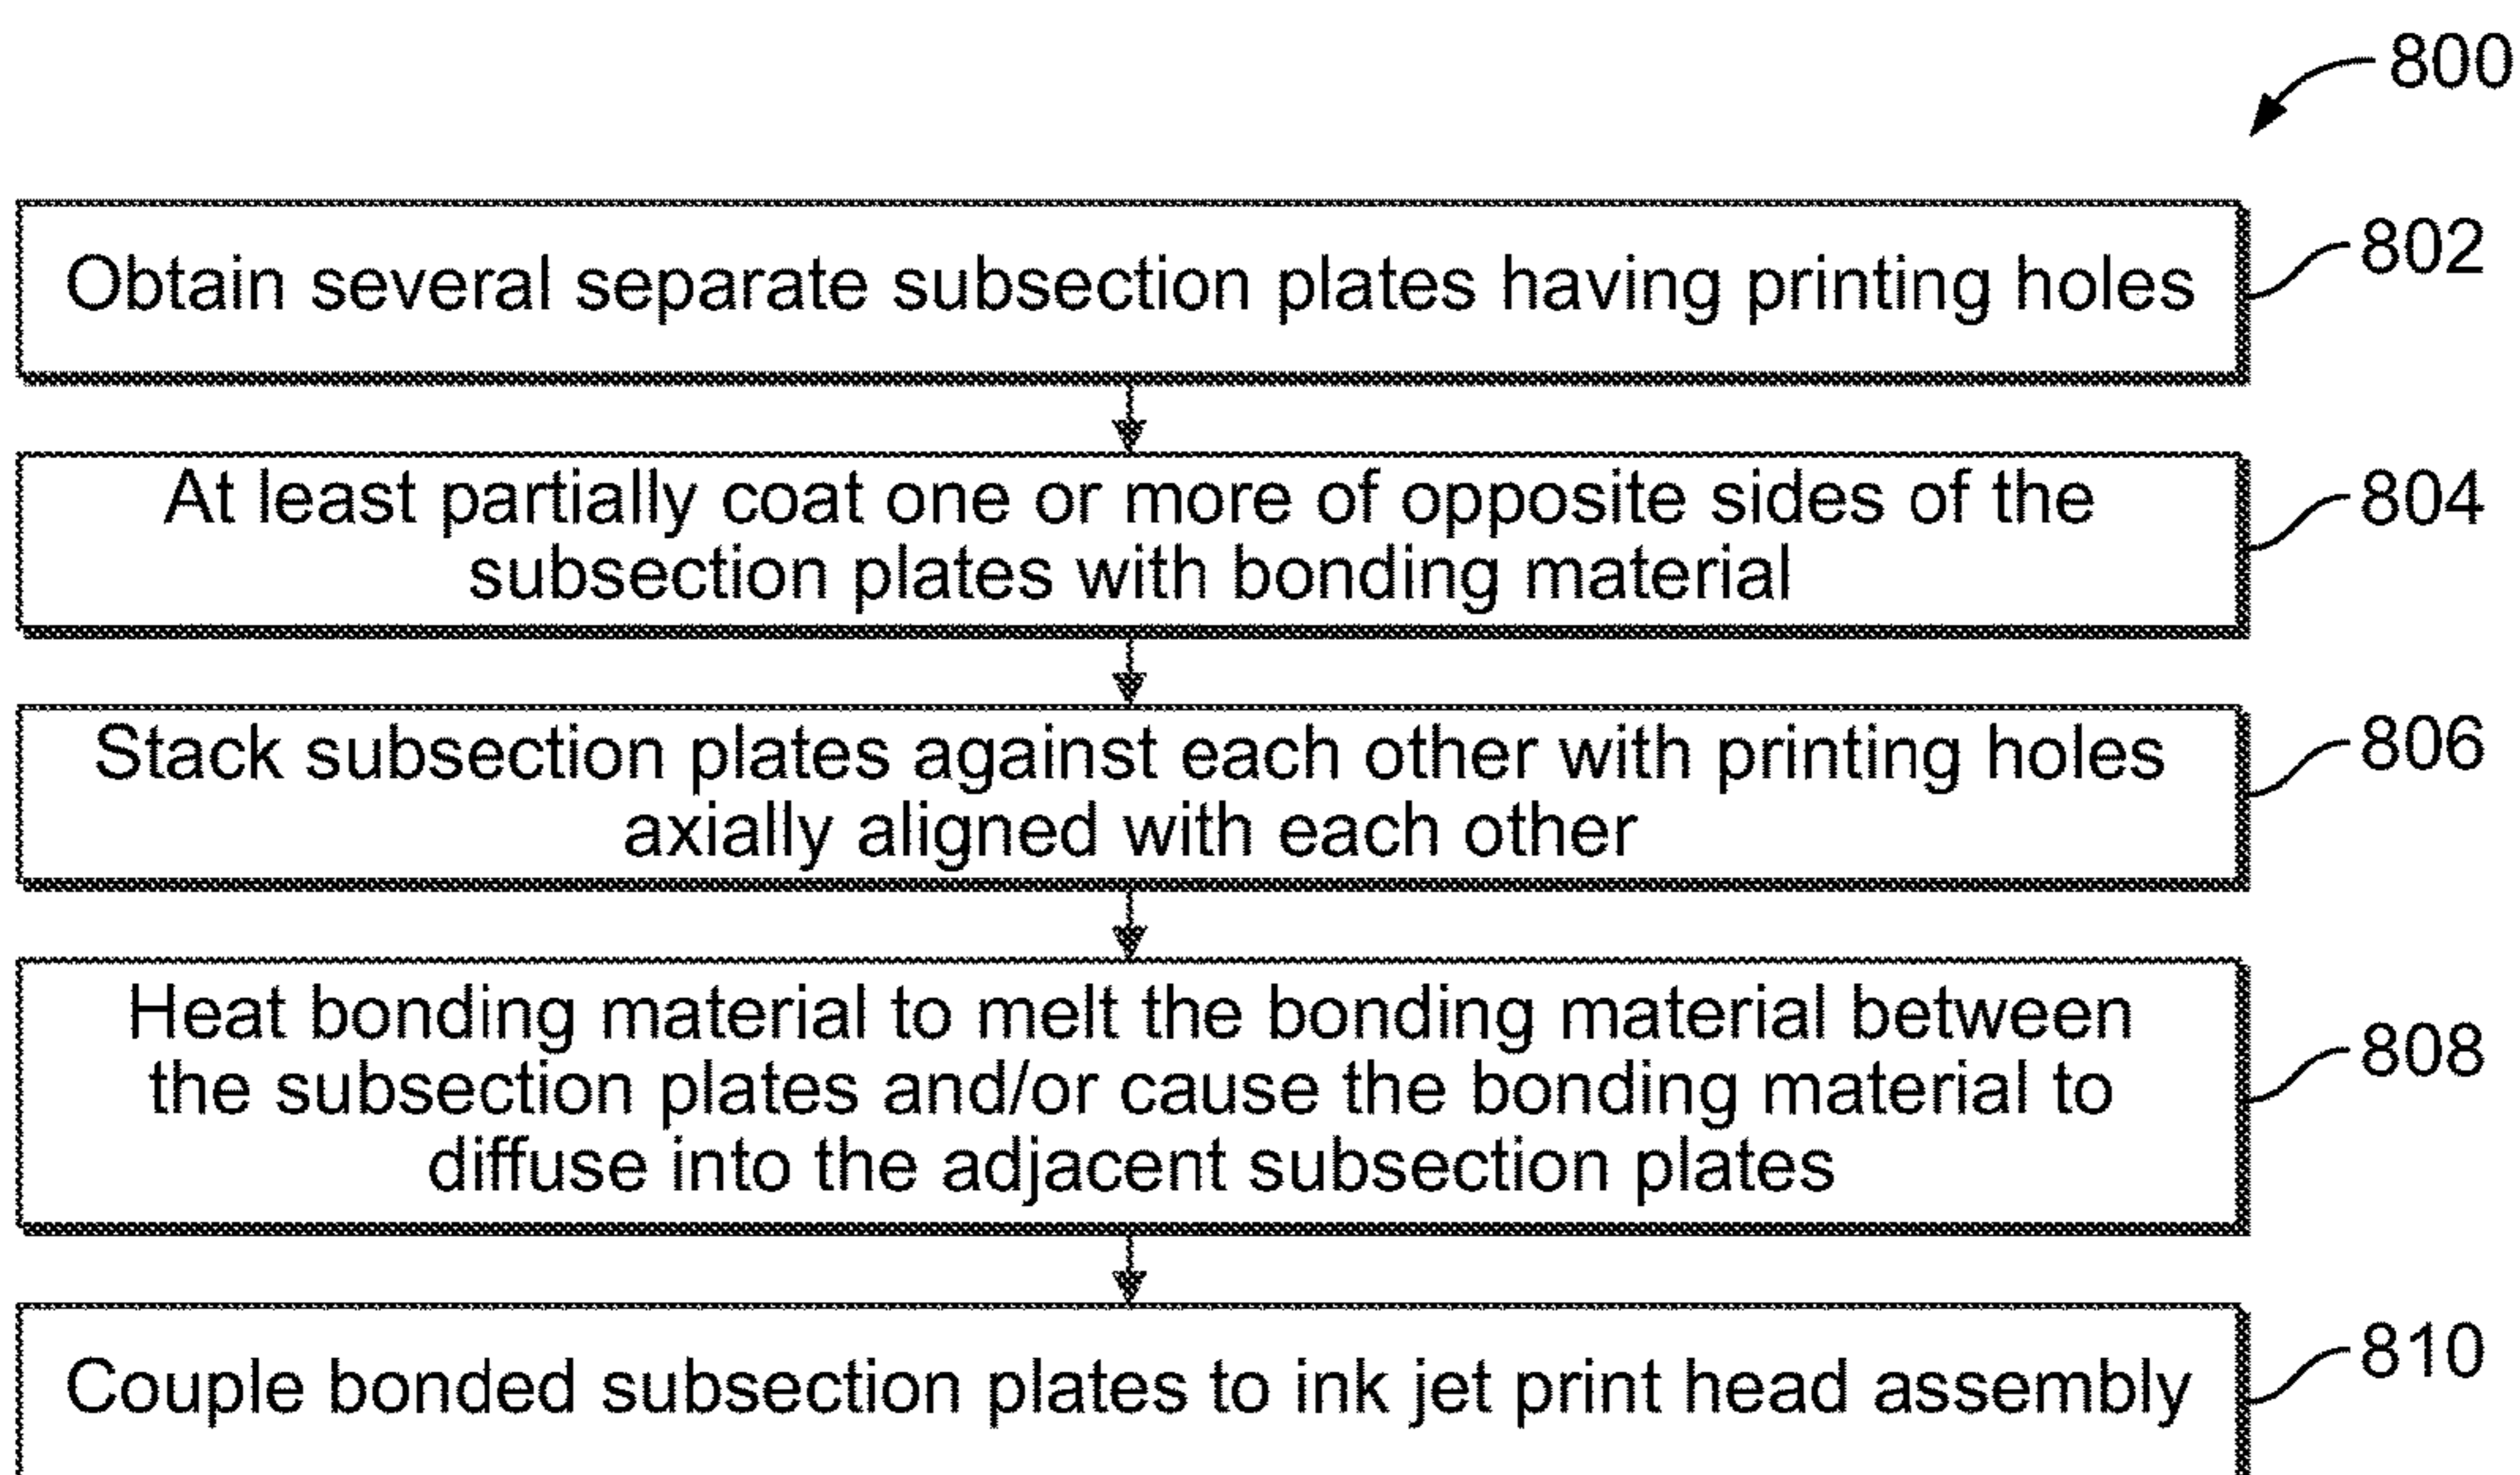 800
Obtain several separate subsection plates having printing holes
802
At least partially coat one or more of opposite sides of the
subsection plates with bonding material
804
Stack subsection plates against each other with printing holes
axially aligned with each other
806
Heat bonding material to melt the bonding material between
the subsection plates and/or cause the bonding material to
diffuse into the adjacent subsection plates
808
Couple bonded subsection plates to ink jet print head assembly
810